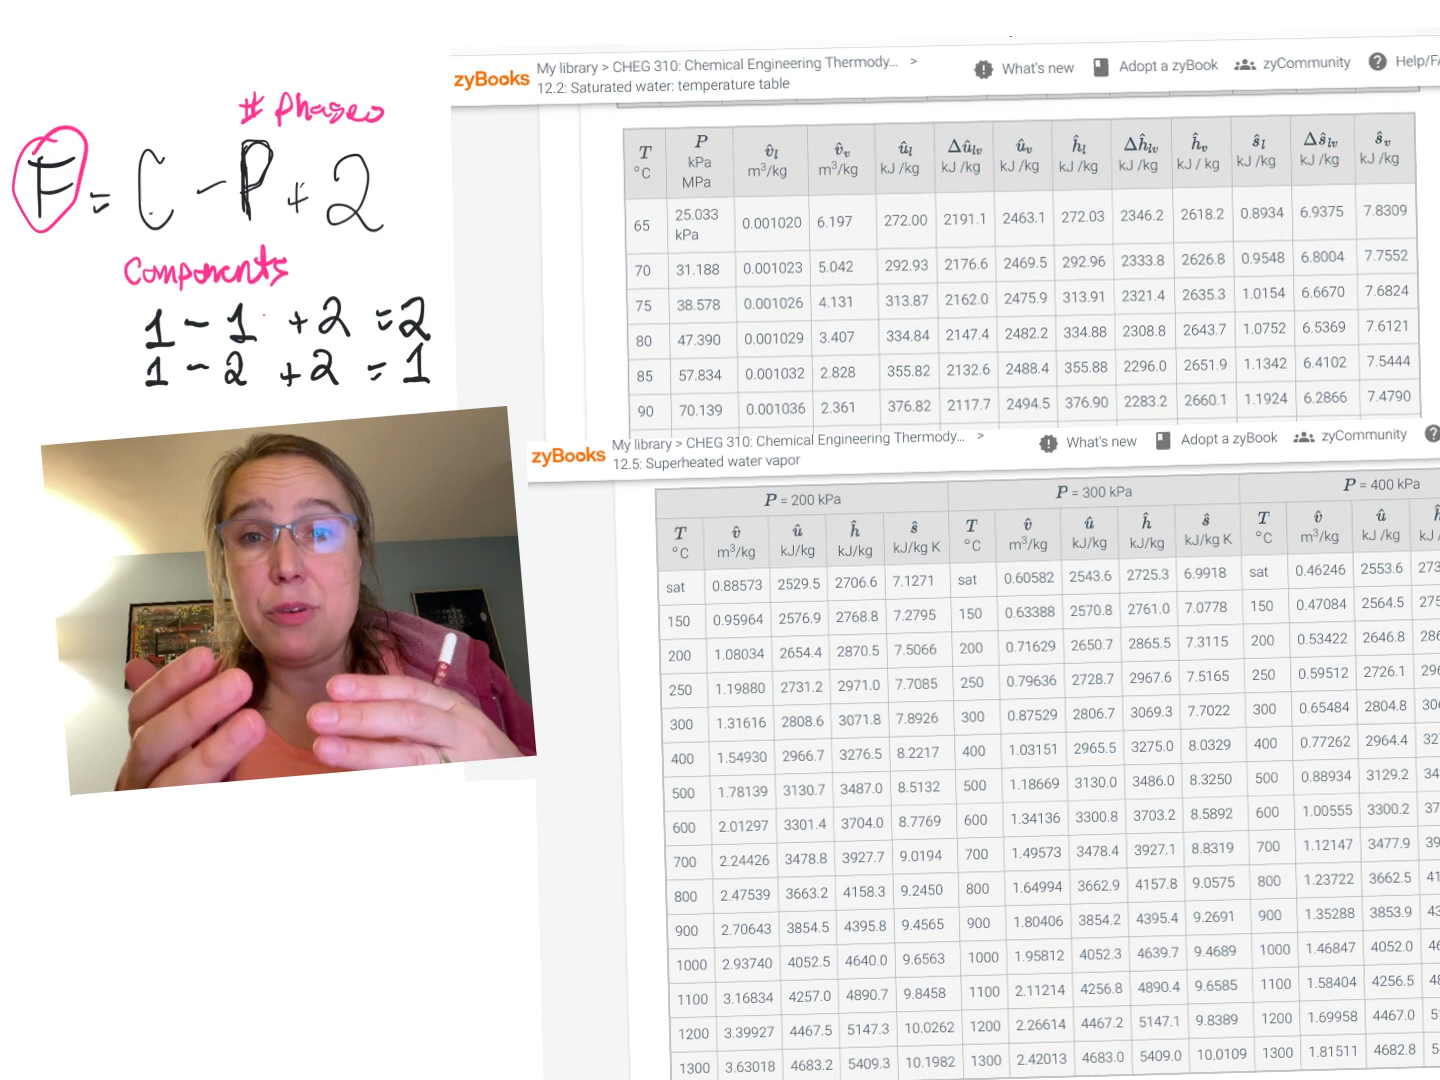 # Phases
F = C - P + 2
Components
1 - 1 + 2 = 2
1 - 2 + 2 = 1
zyBooks My library > CHEG 310: Chemical Engineering Thermody... > What's new Adopt a zyBook zyCommunity Help/FA
12.2: Saturated water: temperature table
T °C P kPa MPa v̂l m³/kg v̂v m³/kg ûl kJ /kg Δûlv kJ /kg ûv kJ /kg ĥl kJ /kg Δĥlv kJ /kg ĥv kJ / kg ŝl kJ /kg Δŝlv kJ /kg ŝv kJ /kg
65 25.033 kPa 0.001020 6.197 272.00 2191.1 2463.1 272.03 2346.2 2618.2 0.8934 6.9375 7.8309
70 31.188 0.001023 5.042 292.93 2176.6 2469.5 292.96 2333.8 2626.8 0.9548 6.8004 7.7552
75 38.578 0.001026 4.131 313.87 2162.0 2475.9 313.91 2321.4 2635.3 1.0154 6.6670 7.6824
80 47.390 0.001029 3.407 334.84 2147.4 2482.2 334.88 2308.8 2643.7 1.0752 6.5369 7.6121
85 57.834 0.001032 2.828 355.82 2132.6 2488.4 355.88 2296.0 2651.9 1.1342 6.4102 7.5444
90 70.139 0.001036 2.361 376.82 2117.7 2494.5 376.90 2283.2 2660.1 1.1924 6.2866 7.4790
zyBooks My library > CHEG 310: Chemical Engineering Thermody... > What's new Adopt a zyBook zyCommunity
12.5: Superheated water vapor
P = 200 kPa P = 300 kPa P = 400 kPa
T °C v̂ m³/kg û kJ/kg ĥ kJ/kg ŝ kJ/kg K T °C v̂ m³/kg û kJ/kg ĥ kJ/kg ŝ kJ/kg K T °C v̂ m³/kg û kJ /kg ĥ kJ /
sat 0.88573 2529.5 2706.6 7.1271 sat 0.60582 2543.6 2725.3 6.9918 sat 0.46246 2553.6 273
150 0.95964 2576.9 2768.8 7.2795 150 0.63388 2570.8 2761.0 7.0778 150 0.47084 2564.5 275
200 1.08034 2654.4 2870.5 7.5066 200 0.71629 2650.7 2865.5 7.3115 200 0.53422 2646.8 286
250 1.19880 2731.2 2971.0 7.7085 250 0.79636 2728.7 2967.6 7.5165 250 0.59512 2726.1 296
300 1.31616 2808.6 3071.8 7.8926 300 0.87529 2806.7 3069.3 7.7022 300 0.65484 2804.8 306
400 1.54930 2966.7 3276.5 8.2217 400 1.03151 2965.5 3275.0 8.0329 400 0.77262 2964.4 327
500 1.78139 3130.7 3487.0 8.5132 500 1.18669 3130.0 3486.0 8.3250 500 0.88934 3129.2 34
600 2.01297 3301.4 3704.0 8.7769 600 1.34136 3300.8 3703.2 8.5892 600 1.00555 3300.2 37
700 2.24426 3478.8 3927.7 9.0194 700 1.49573 3478.4 3927.1 8.8319 700 1.12147 3477.9 39
800 2.47539 3663.2 4158.3 9.2450 800 1.64994 3662.9 4157.8 9.0575 800 1.23722 3662.5 41
900 2.70643 3854.5 4395.8 9.4565 900 1.80406 3854.2 4395.4 9.2691 900 1.35288 3853.9 43
1000 2.93740 4052.5 4640.0 9.6563 1000 1.95812 4052.3 4639.7 9.4689 1000 1.46847 4052.0 46
1100 3.16834 4257.0 4890.7 9.8458 1100 2.11214 4256.8 4890.4 9.6585 1100 1.58404 4256.5 48
1200 3.39927 4467.5 5147.3 10.0262 1200 2.26614 4467.2 5147.1 9.8389 1200 1.69958 4467.0 5
1300 3.63018 4683.2 5409.3 10.1982 1300 2.42013 4683.0 5409.0 10.0109 1300 1.81511 4682.8 5